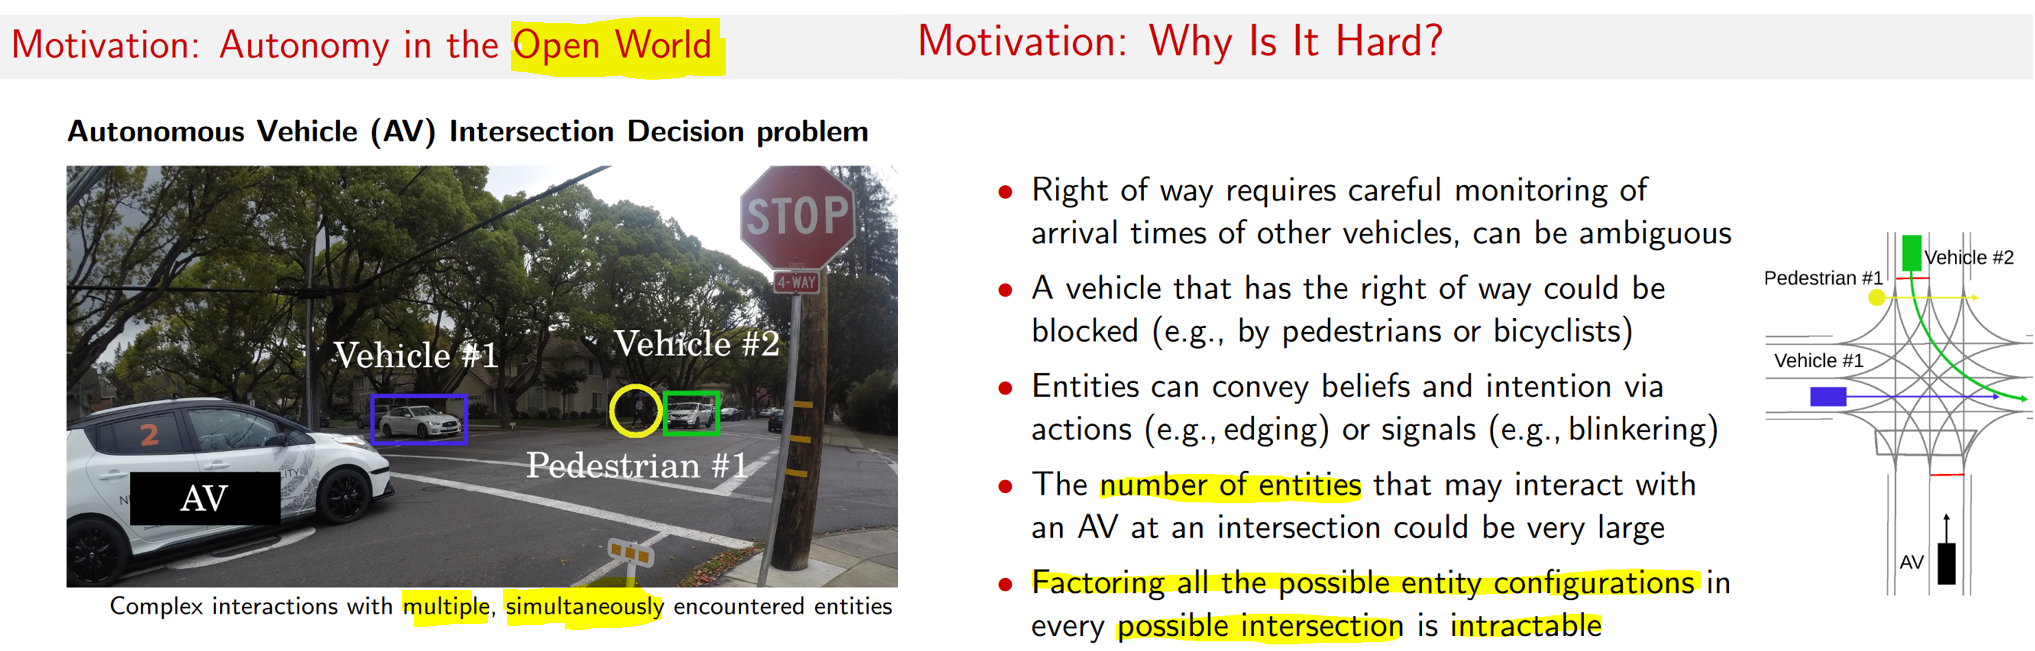 Motivation: Autonomy in the Open World
Autonomous Vehicle (AV) Intersection Decision problem
STOP
4-WAY
Vehicle #1
Vehicle #2
Pedestrian #1
2
AV
Complex interactions with multiple, simultaneously encountered entities
Motivation: Why Is It Hard?
• Right of way requires careful monitoring of
arrival times of other vehicles, can be ambiguous
• A vehicle that has the right of way could be
blocked (e.g., by pedestrians or bicyclists)
• Entities can convey beliefs and intention via
actions (e.g., edging) or signals (e.g., blinkering)
• The number of entities that may interact with
an AV at an intersection could be very large
• Factoring all the possible entity configurations in
every possible intersection is intractable
Vehicle #2
Pedestrian #1
Vehicle #1
AV